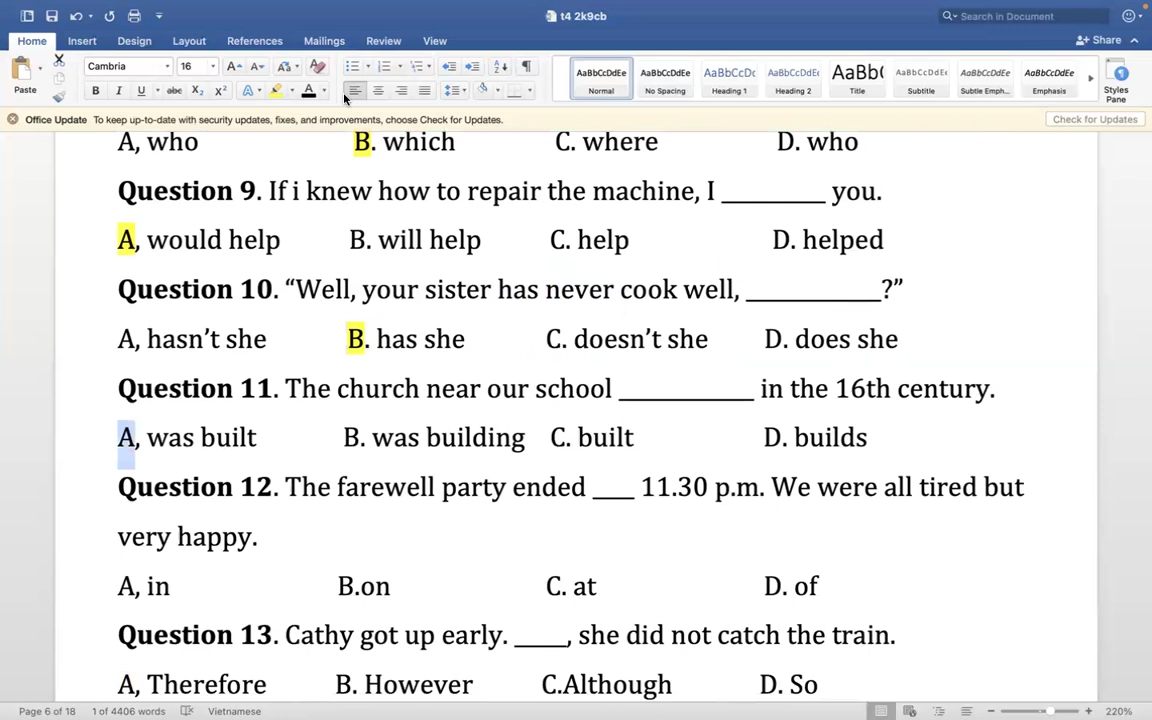 t4 2k9cb
Search in Document
Home Insert Design Layout References Mailings Review View
Share
Paste
Cambria 16
AaBbCcDdEe AaBbCcDdEe AaBbCcDc AaBbCcDdEe AaBb( AaBbCcDdEe AaBbCcDdEe AaBbCcDdEe
Normal No Spacing Heading 1 Heading 2 Title Subtitle Subtle Emph... Emphasis
Styles
Pane
Office Update To keep up-to-date with security updates, fixes, and improvements, choose Check for Updates. Check for Updates
A, who B. which C. where D. who
Question 9. If i knew how to repair the machine, I __________ you.
A, would help B. will help C. help D. helped
Question 10. “Well, your sister has never cook well, _____________?”
A, hasn’t she B. has she C. doesn’t she D. does she
Question 11. The church near our school _____________ in the 16th century.
A, was built B. was building C. built D. builds
Question 12. The farewell party ended ____ 11.30 p.m. We were all tired but
very happy.
A, in B.on C. at D. of
Question 13. Cathy got up early. _____, she did not catch the train.
A, Therefore B. However C.Although D. So
Page 6 of 18 1 of 4406 words Vietnamese 220%